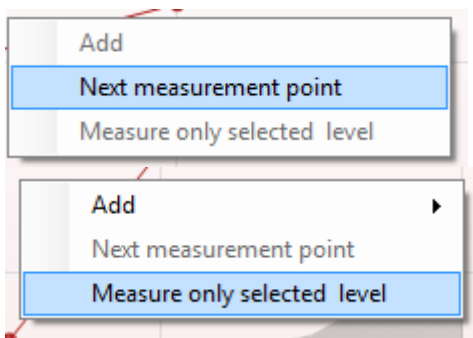 Add
Next measurement point
Measure only selected level
Add
Next measurement point
Measure only selected level